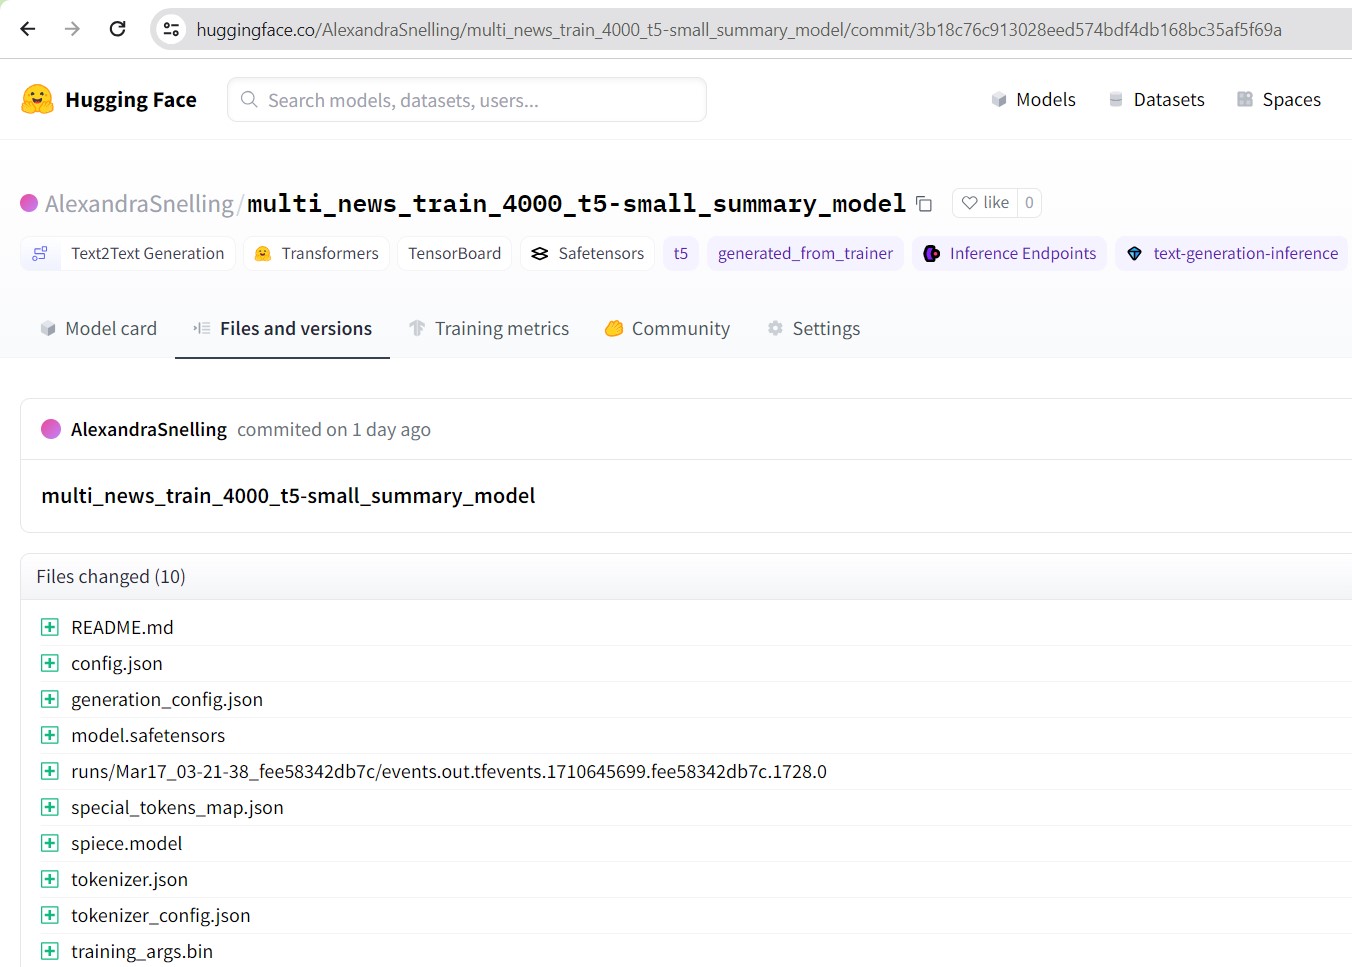 huggingface.co/AlexandraSnelling/multi_news_train_4000_t5-small_summary_model/commit/3b18c76c913028eed574bdf4db168bc35af5f69a
Hugging Face Search models, datasets, users... Models Datasets Spaces
AlexandraSnelling/multi_news_train_4000_t5-small_summary_model like 0
Text2Text Generation Transformers TensorBoard Safetensors t5 generated_from_trainer Inference Endpoints text-generation-inference
Model card Files and versions Training metrics Community Settings
AlexandraSnelling commited on 1 day ago
multi_news_train_4000_t5-small_summary_model
Files changed (10)
README.md
config.json
generation_config.json
model.safetensors
runs/Mar17_03-21-38_fee58342db7c/events.out.tfevents.1710645699.fee58342db7c.1728.0
special_tokens_map.json
spiece.model
tokenizer.json
tokenizer_config.json
training_args.bin